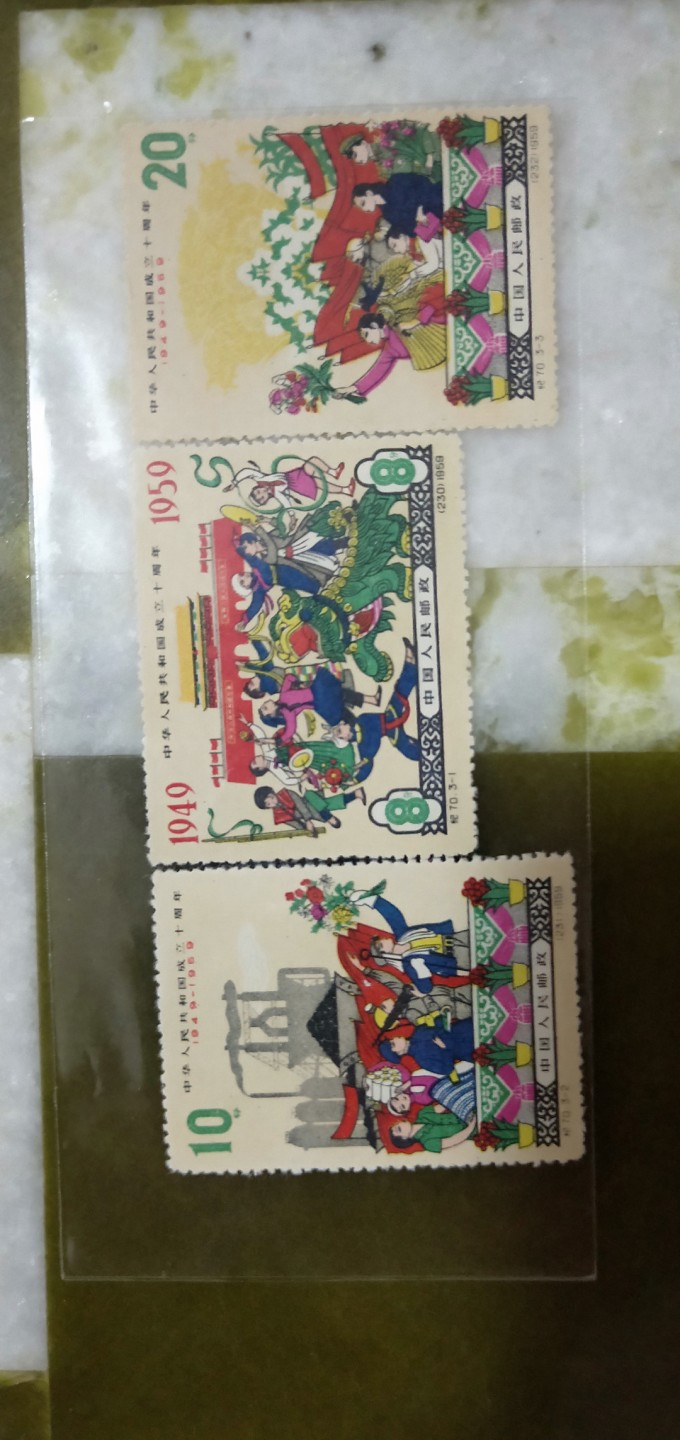 中华人民共和国成立十周年 20分
1949-1959
中国人民邮政
纪70.3-3 (232)1959
1949 中华人民共和国成立十周年 1959
8 中国人民邮政 8分
纪70.3-1 (230)1959
10分 中华人民共和国成立十周年
1949-1959
中国人民邮政
纪70.3-2 (231)1959